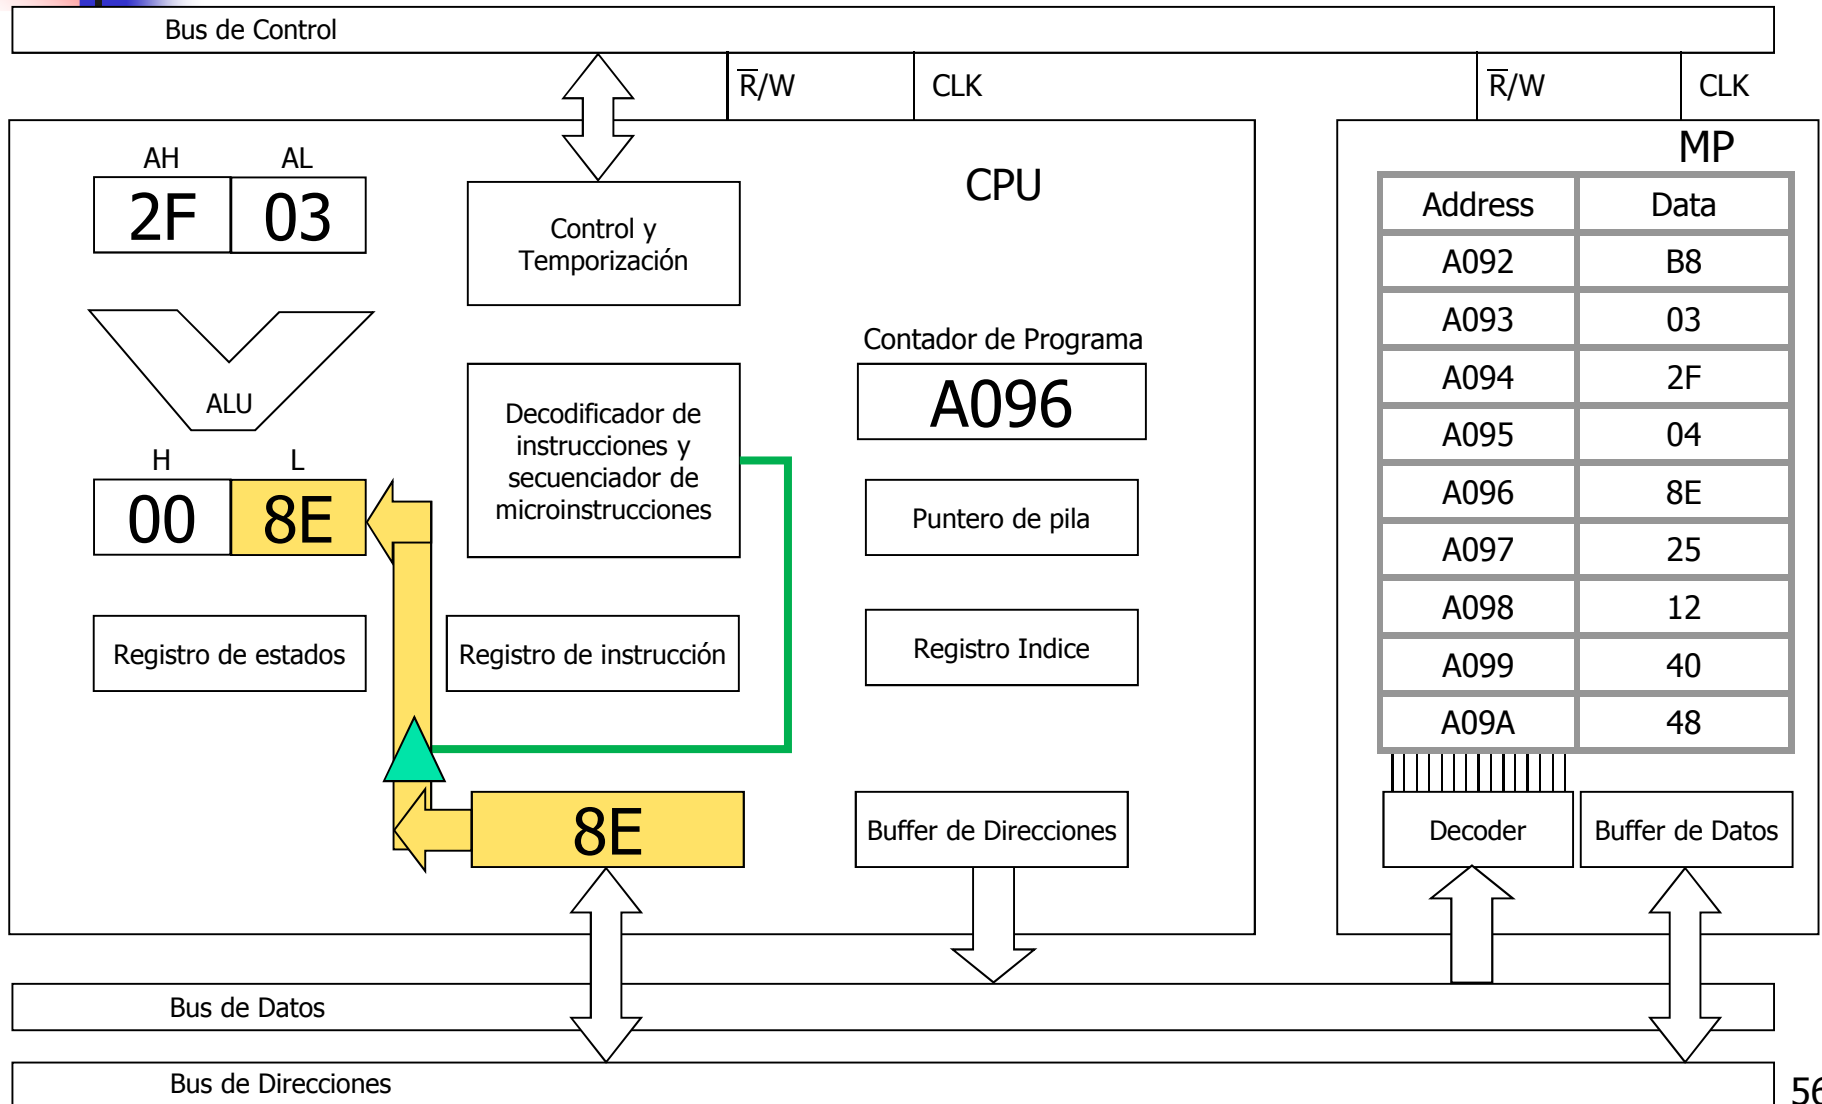 Bus de Control
R/W
CLK
R/W
CLK
AH AL
2F 03
CPU
Control y
Temporización
ALU
Decodificador de
instrucciones y
secuenciador de
microinstrucciones
Contador de Programa
A096
H L
00 8E
Puntero de pila
Registro de estados
Registro de instrucción
Registro Indice
8E
Buffer de Direcciones
MP
Address Data
A092 B8
A093 03
A094 2F
A095 04
A096 8E
A097 25
A098 12
A099 40
A09A 48
Decoder
Buffer de Datos
Bus de Datos
Bus de Direcciones
56